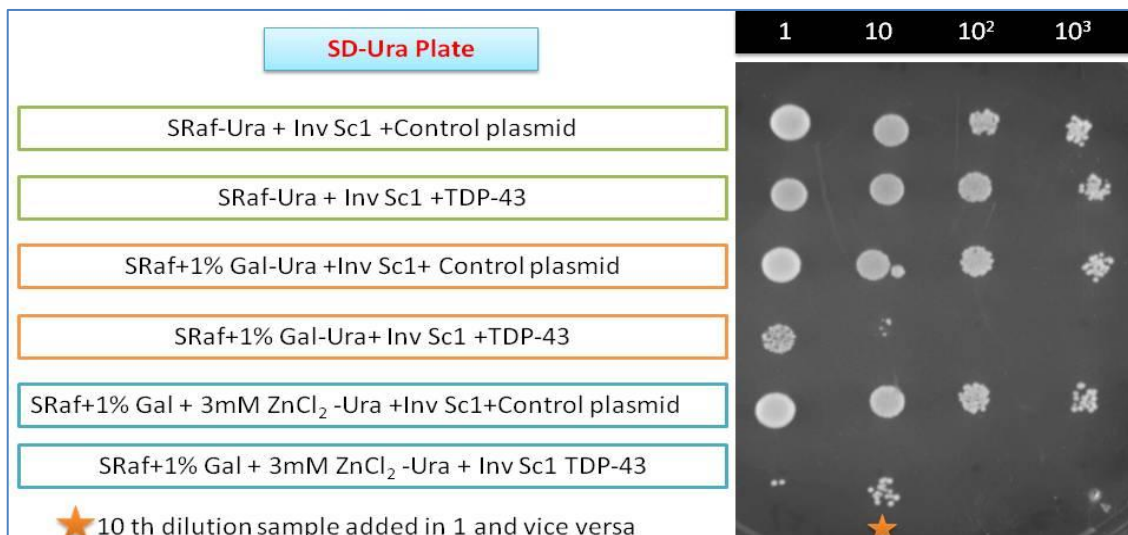 SD-Ura Plate
1 10 10² 10³
SRaf-Ura + Inv Sc1 +Control plasmid
SRaf-Ura + Inv Sc1 +TDP-43
SRaf+1% Gal-Ura +Inv Sc1+ Control plasmid
SRaf+1% Gal-Ura+ Inv Sc1 +TDP-43
SRaf+1% Gal + 3mM ZnCl₂ -Ura +Inv Sc1+Control plasmid
SRaf+1% Gal + 3mM ZnCl₂ -Ura + Inv Sc1 TDP-43
10 th dilution sample added in 1 and vice versa